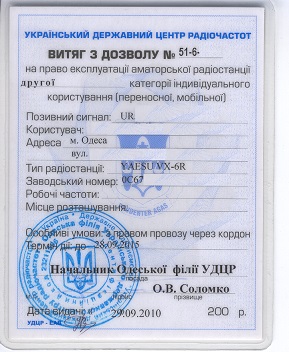 УКРАЇНСЬКИЙ ДЕРЖАВНИЙ ЦЕНТР РАДІОЧАСТОТ
ВИТЯГ З ДОЗВОЛУ № 51-6-
на право експлуатації аматорської радіостанції
другої категорії індивідуального
користування (переносної, мобільної)
Позивний сигнал: UR
Користувач:
Адреса м. Одеса
вул.
Тип радіостанції: YAESU VX-6R
Заводський номер: 0C67
Робочі частоти:
Місце розташування:
Особливі умови: з правом провозу через кордон
Термін дії: до 28.09.2015
Начальник Одеської філії УДЦР
посада
О.В. Соломко
прізвище
Дата видачі: 29.09.2010 200 р.